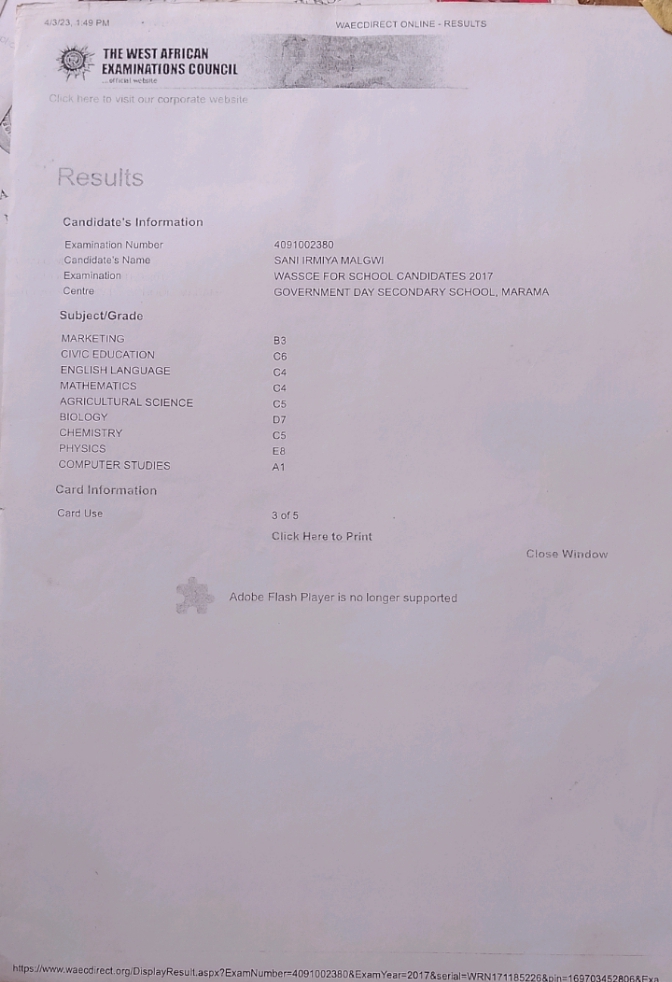 4/3/23, 1:49 PM WAECDIRECT ONLINE - RESULTS
THE WEST AFRICAN
EXAMINATIONS COUNCIL
... official website
Click here to visit our corporate website
Results
Candidate's Information
Examination Number 4091002380
Candidate's Name SANI IRMIYA MALGWI
Examination WASSCE FOR SCHOOL CANDIDATES 2017
Centre GOVERNMENT DAY SECONDARY SCHOOL, MARAMA
Subject/Grade
MARKETING B3
CIVIC EDUCATION C6
ENGLISH LANGUAGE C4
MATHEMATICS C4
AGRICULTURAL SCIENCE C5
BIOLOGY D7
CHEMISTRY C5
PHYSICS E8
COMPUTER STUDIES A1
Card Information
Card Use 3 of 5
Click Here to Print
Close Window
Adobe Flash Player is no longer supported
https://www.waecdirect.org/DisplayResult.aspx?ExamNumber=4091002380&ExamYear=2017&serial=WRN171185226&pin=169703452806&Exa